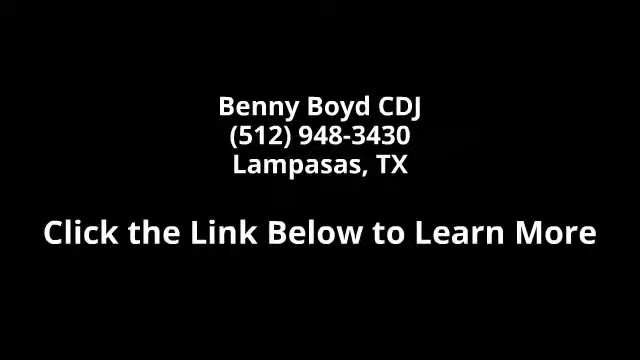 Benny Boyd CDJ
(512) 948-3430
Lampasas, TX
Click the Link Below to Learn More